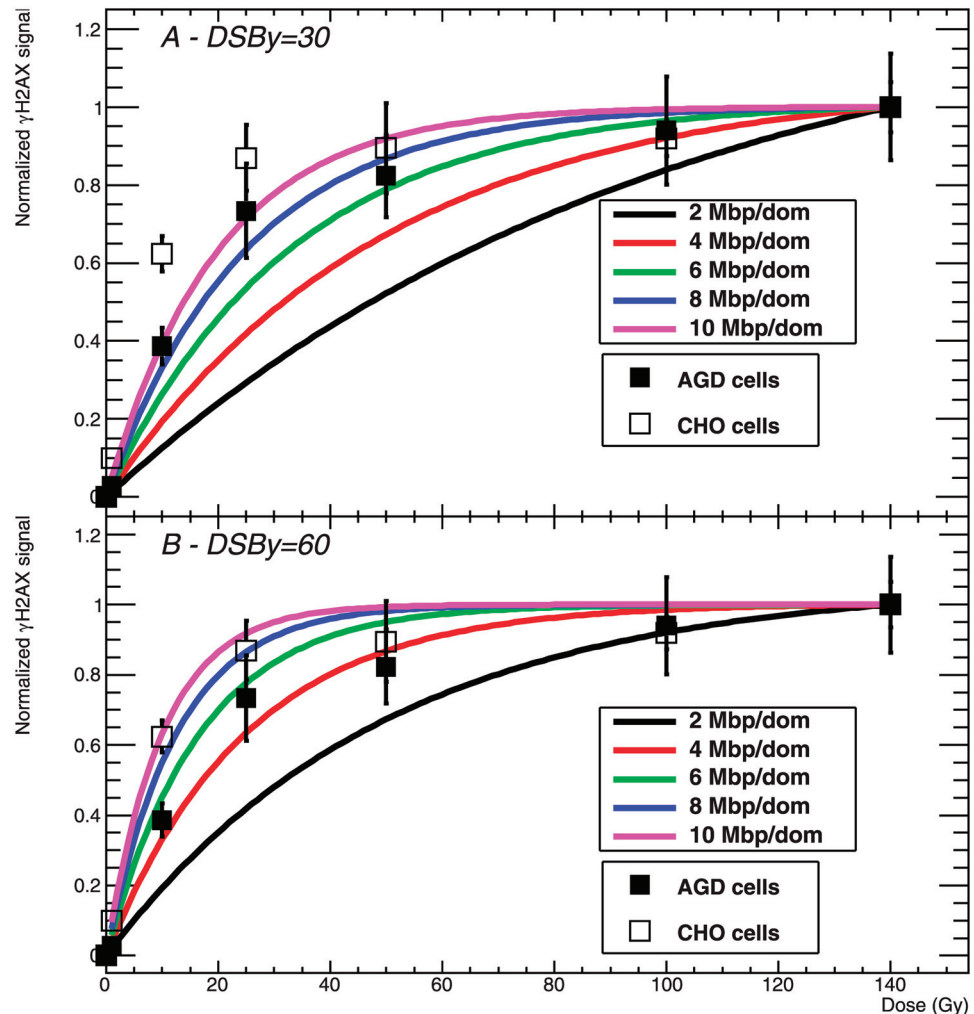 Normalized γH2AX signal
A - DSBy=30
1.2
1
0.8
0.6
0.4
0.2
0
2 Mbp/dom
4 Mbp/dom
6 Mbp/dom
8 Mbp/dom
10 Mbp/dom
AGD cells
CHO cells
Normalized γH2AX signal
B - DSBy=60
1.2
1
0.8
0.6
0.4
0.2
0
2 Mbp/dom
4 Mbp/dom
6 Mbp/dom
8 Mbp/dom
10 Mbp/dom
AGD cells
CHO cells
0 20 40 60 80 100 120 140
Dose (Gy)